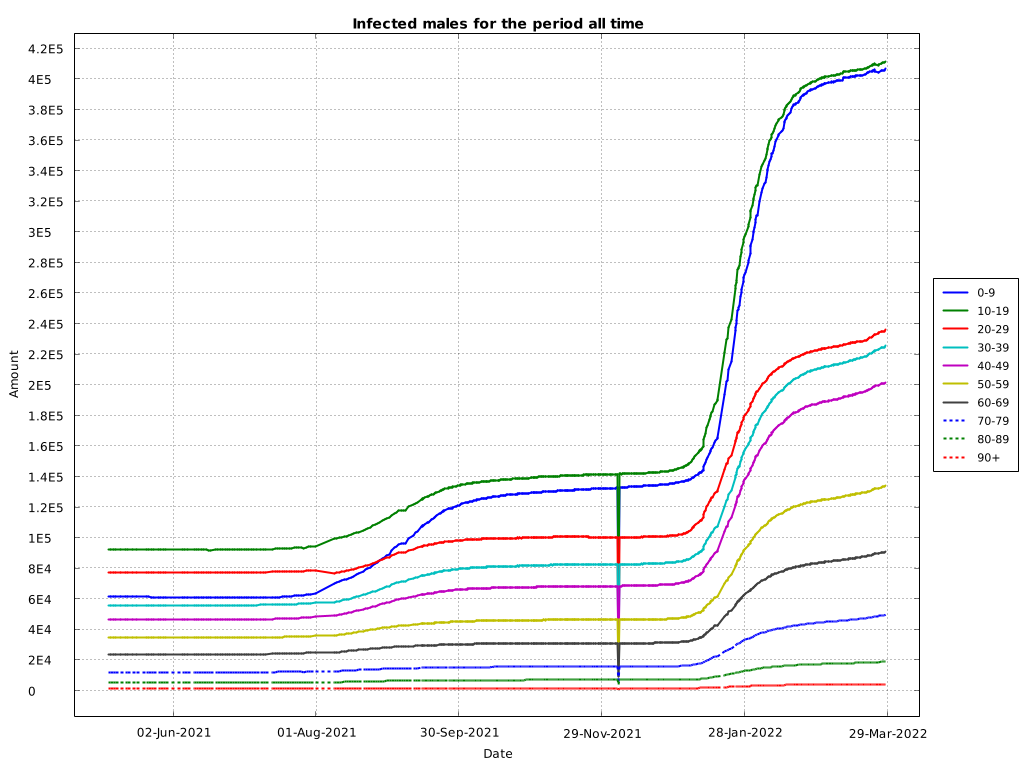 Infected males for the period all time
4.2E5
4E5
3.8E5
3.6E5
3.4E5
3.2E5
3E5
2.8E5
2.6E5
2.4E5
2.2E5
2E5
1.8E5
1.6E5
1.4E5
1.2E5
1E5
8E4
6E4
4E4
2E4
0
Amount
02-Jun-2021
01-Aug-2021
30-Sep-2021
29-Nov-2021
28-Jan-2022
29-Mar-2022
Date
0-9
10-19
20-29
30-39
40-49
50-59
60-69
70-79
80-89
90+